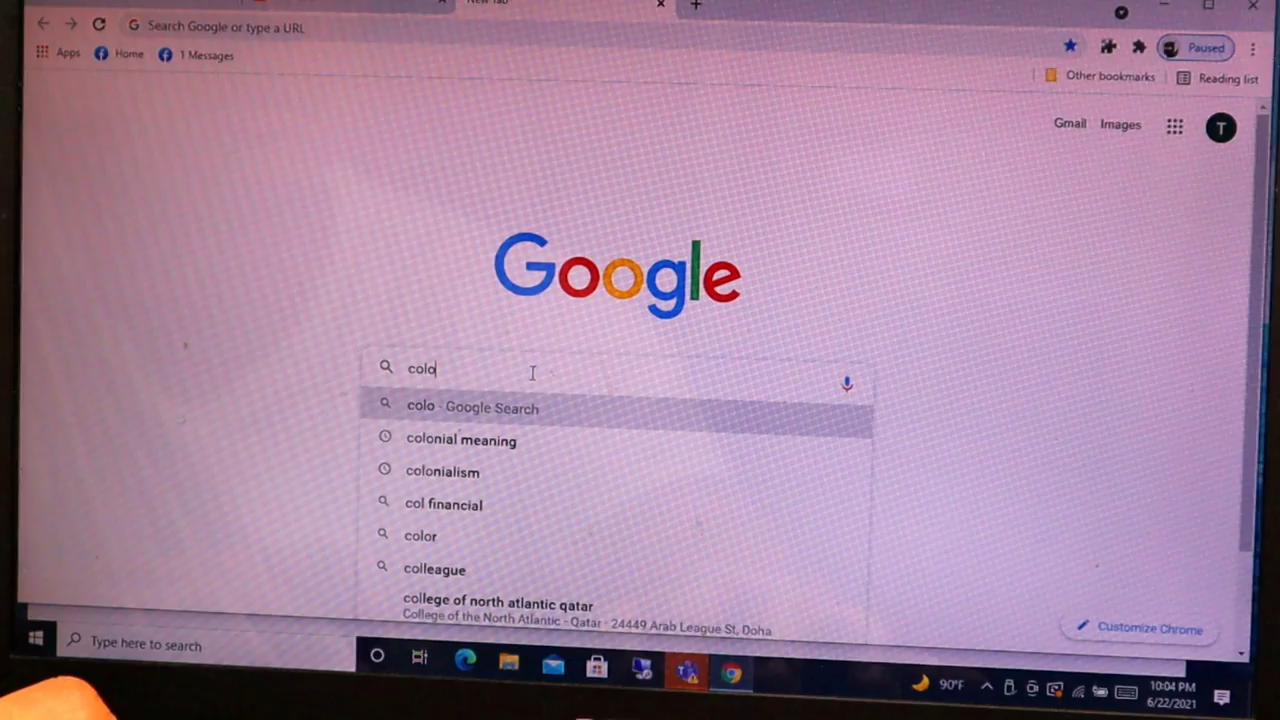 New Tab
Search Google or type a URL
Paused
Apps
Home
1 Messages
Other bookmarks
Reading list
Gmail
Images
T
Google
colo
colo - Google Search
colonial meaning
colonialism
col financial
color
colleague
college of north atlantic qatar
College of the North Atlantic - Qatar · 24449 Arab League St, Doha
Customize Chrome
Type here to search
90°F
10:04 PM
6/22/2021